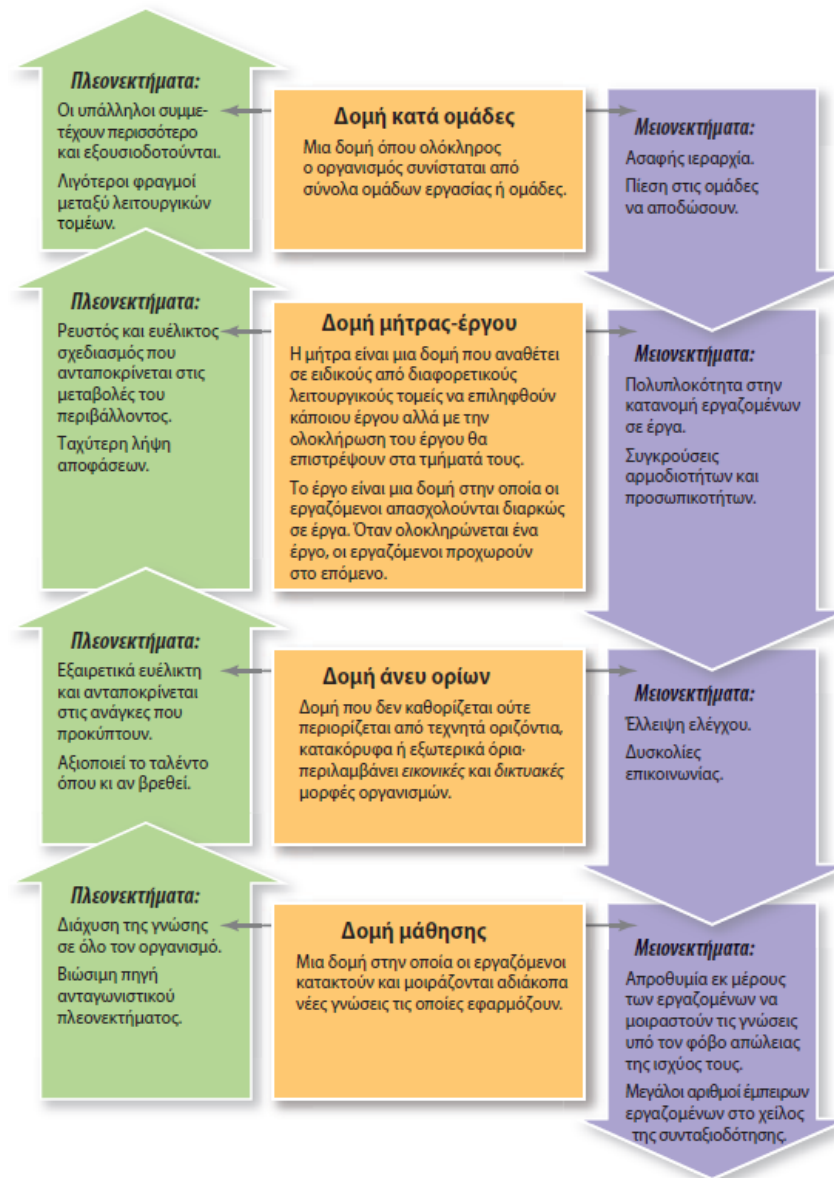 Πλεονεκτήματα:
Οι υπάλληλοι συμμε-
τέχουν περισσότερο
και εξουσιοδοτούνται.
Λιγότεροι φραγμοί
μεταξύ λειτουργικών
τομέων.
Δομή κατά ομάδες
Μια δομή όπου ολόκληρος
ο οργανισμός συνίσταται από
σύνολα ομάδων εργασίας ή ομάδες.
Μειονεκτήματα:
Ασαφής ιεραρχία.
Πίεση στις ομάδες
να αποδώσουν.
Πλεονεκτήματα:
Ρευστός και ευέλικτος
σχεδιασμός που
ανταποκρίνεται στις
μεταβολές του
περιβάλλοντος.
Ταχύτερη λήψη
αποφάσεων.
Δομή μήτρας-έργου
Η μήτρα είναι μια δομή που αναθέτει
σε ειδικούς από διαφορετικούς
λειτουργικούς τομείς να επιληφθούν
κάποιου έργου αλλά με την
ολοκλήρωση του έργου θα
επιστρέψουν στα τμήματά τους.
Το έργο είναι μια δομή στην οποία οι
εργαζόμενοι απασχολούνται διαρκώς
σε έργα. Όταν ολοκληρώνεται ένα
έργο, οι εργαζόμενοι προχωρούν
στο επόμενο.
Μειονεκτήματα:
Πολυπλοκότητα στην
κατανομή εργαζομένων
σε έργα.
Συγκρούσεις
αρμοδιοτήτων και
προσωπικοτήτων.
Πλεονεκτήματα:
Εξαιρετικά ευέλικτη
και ανταποκρίνεται
στις ανάγκες που
προκύπτουν.
Αξιοποιεί το ταλέντο
όπου κι αν βρεθεί.
Δομή άνευ ορίων
Δομή που δεν καθορίζεται ούτε
περιορίζεται από τεχνητά οριζόντια,
κατακόρυφα ή εξωτερικά όρια·
περιλαμβάνει εικονικές και δικτυακές
μορφές οργανισμών.
Μειονεκτήματα:
Έλλειψη ελέγχου.
Δυσκολίες
επικοινωνίας.
Πλεονεκτήματα:
Διάχυση της γνώσης
σε όλο τον οργανισμό.
Βιώσιμη πηγή
ανταγωνιστικού
πλεονεκτήματος.
Δομή μάθησης
Μια δομή στην οποία οι εργαζόμενοι
κατακτούν και μοιράζονται αδιάκοπα
νέες γνώσεις τις οποίες εφαρμόζουν.
Μειονεκτήματα:
Απροθυμία εκ μέρους
των εργαζομένων να
μοιραστούν τις γνώσεις
υπό τον φόβο απώλειας
της ισχύος τους.
Μεγάλοι αριθμοί έμπειρων
εργαζομένων στο χείλος
της συνταξιοδότησης.